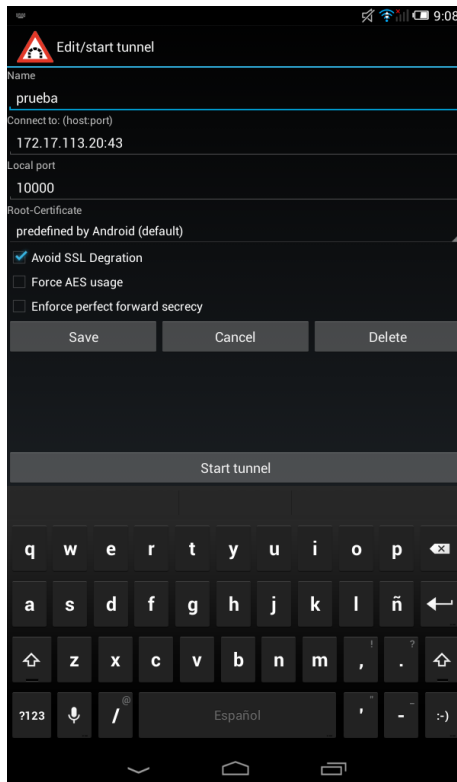 9:08
Edit/start tunnel
Name
prueba
Connect to: (host:port)
172.17.113.20:43
Local port
10000
Root-Certificate
predefined by Android (default)
Avoid SSL Degration
Force AES usage
Enforce perfect forward secrecy
Save Cancel Delete
Start tunnel
q w e r t y u i o p
a s d f g h j k l ñ
! ?
z x c v b n m , .
@ " _
?123 / Español ' - :-)